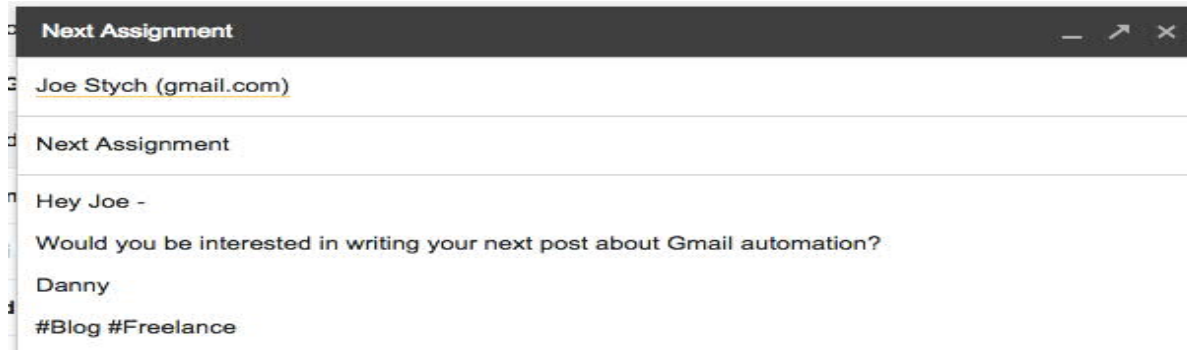 Next Assignment
Joe Stych (gmail.com)
Next Assignment
Hey Joe -
Would you be interested in writing your next post about Gmail automation?
Danny
#Blog #Freelance